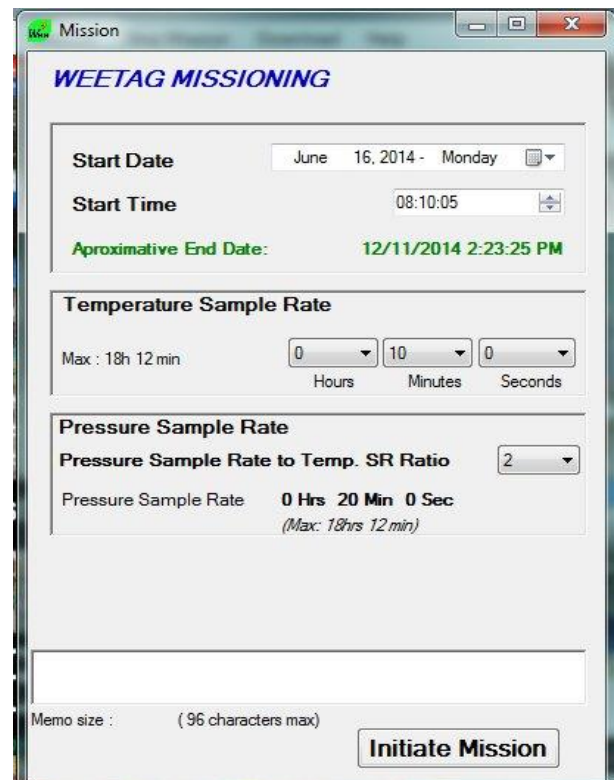 Mission
WEETAG MISSIONING
Start Date June 16, 2014 - Monday
Start Time 08:10:05
Aproximative End Date: 12/11/2014 2:23:25 PM
Temperature Sample Rate
Max : 18h 12 min 0 10 0
Hours Minutes Seconds
Pressure Sample Rate
Pressure Sample Rate to Temp. SR Ratio 2
Pressure Sample Rate 0 Hrs 20 Min 0 Sec
(Max: 18hrs 12 min)
Memo size : ( 96 characters max)
Initiate Mission